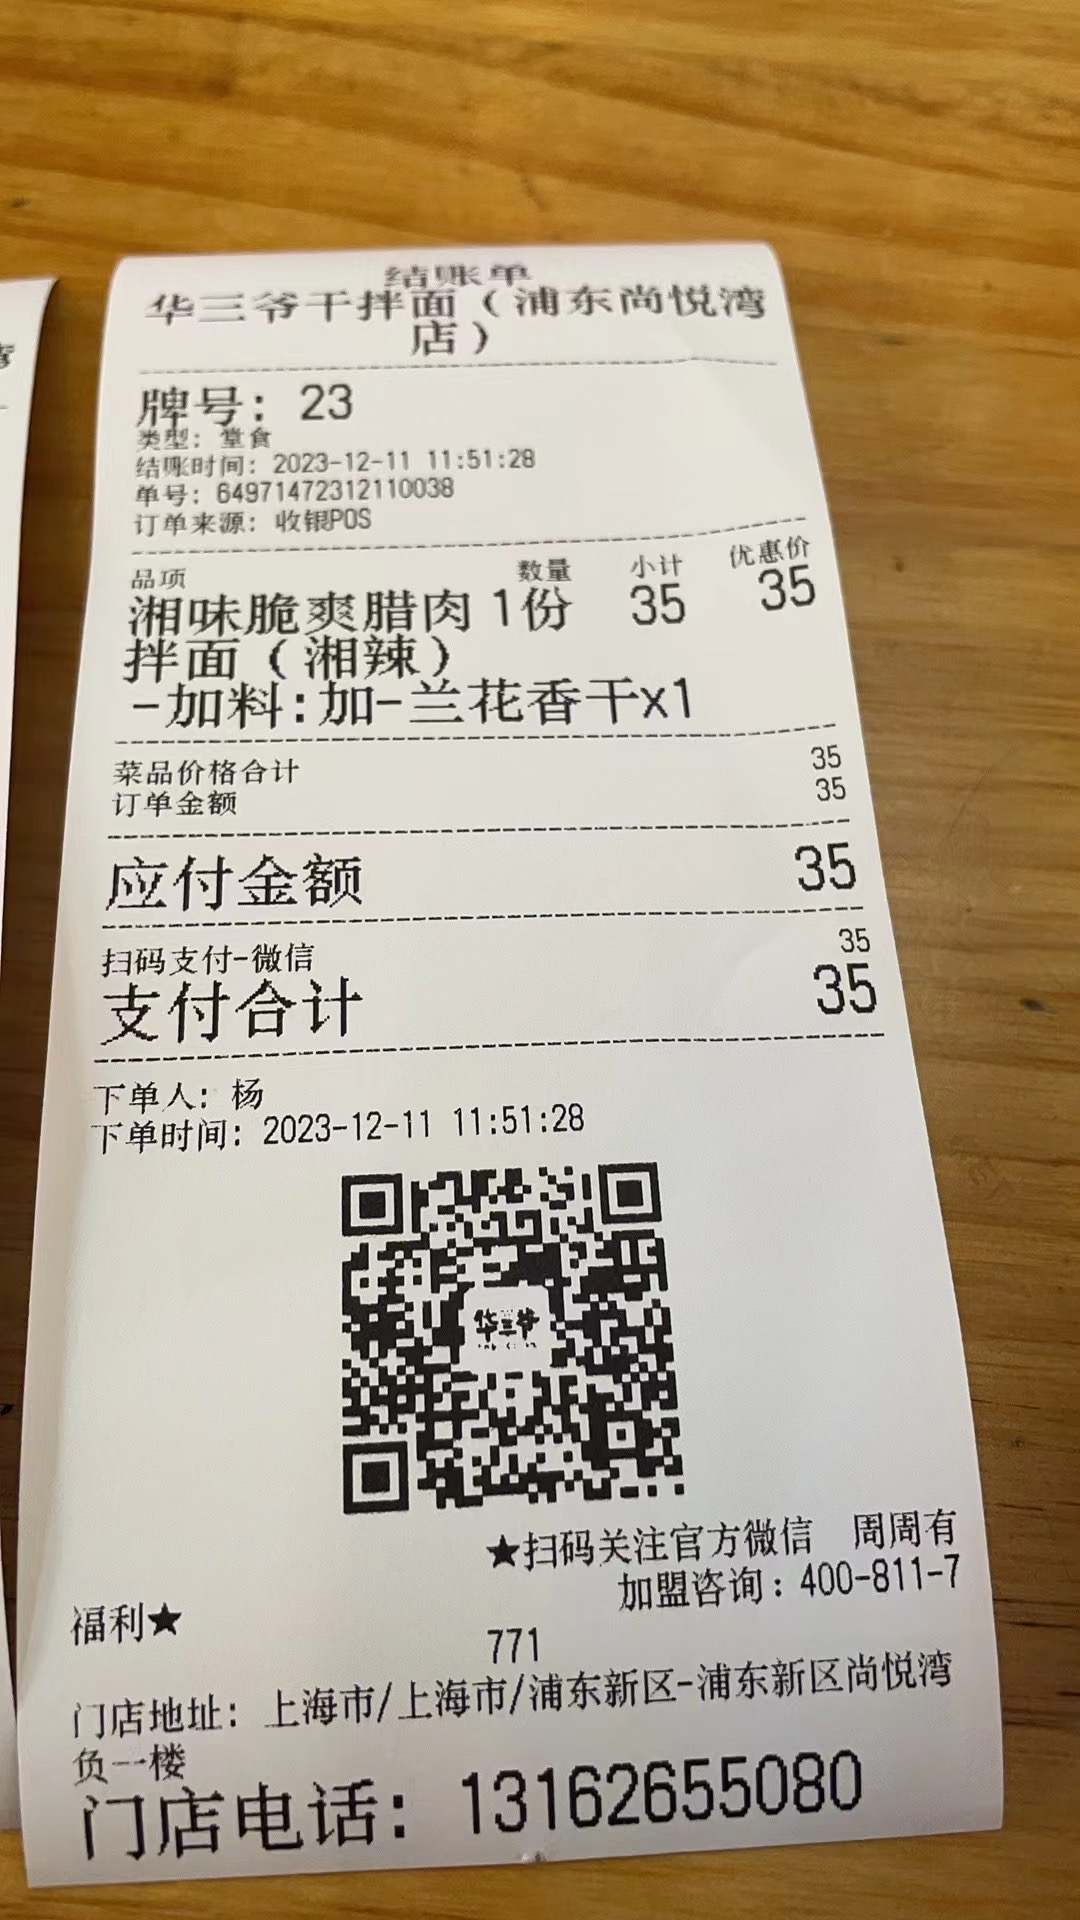 结账单
华三爷干拌面（浦东尚悦湾
店）
牌号：23
类型：堂食
结账时间：2023-12-11 11:51:28
单号：64971472312110038
订单来源：收银POS
品项 数量 小计 优惠价
湘味脆爽腊肉 1份 35 35
拌面（湘辣）
-加料:加-兰花香干x1
菜品价格合计 35
订单金额 35
应付金额 35
扫码支付-微信 35
支付合计 35
下单人：杨
下单时间：2023-12-11 11:51:28
华三爷
★扫码关注官方微信 周周有
福利★ 加盟咨询：400-811-7
771
门店地址：上海市/上海市/浦东新区-浦东新区尚悦湾
负一楼
门店电话：13162655080
湾